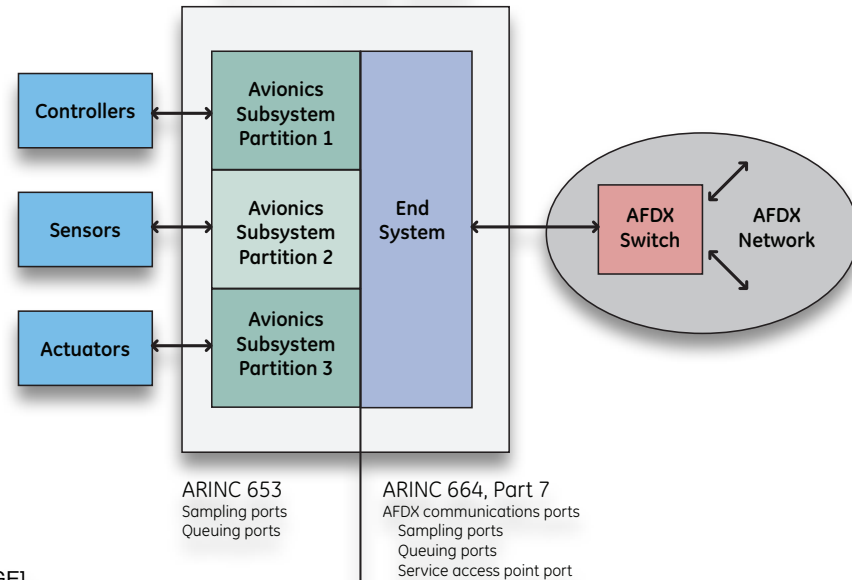 Controllers
Sensors
Actuators
Avionics
Subsystem
Partition 1
Avionics
Subsystem
Partition 2
Avionics
Subsystem
Partition 3
End
System
AFDX
Switch
AFDX
Network
ARINC 653
Sampling ports
Queuing ports
ARINC 664, Part 7
AFDX communications ports
Sampling ports
Queuing ports
Service access point port